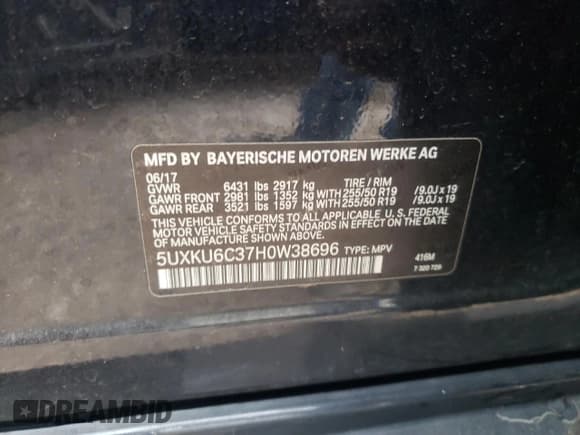 MFD BY BAYERISCHE MOTOREN WERKE AG
06/17
GVWR 6431 lbs 2917 kg TIRE / RIM
GAWR FRONT 2981 lbs 1352 kg WITH 255/50 R19 /9.0J x 19
GAWR REAR 3521 lbs 1597 kg WITH 255/50 R19 /9.0J x 19
THIS VEHICLE CONFORMS TO ALL APPLICABLE U.S. FEDERAL
MOTOR VEHICLE SAFETY STANDARDS IN EFFECT ON THE
DATE OF MANUFACTURE SHOWN ABOVE.
5UXKU6C37H0W38696 TYPE: MPV 416M
7 320 729
DREAMBID